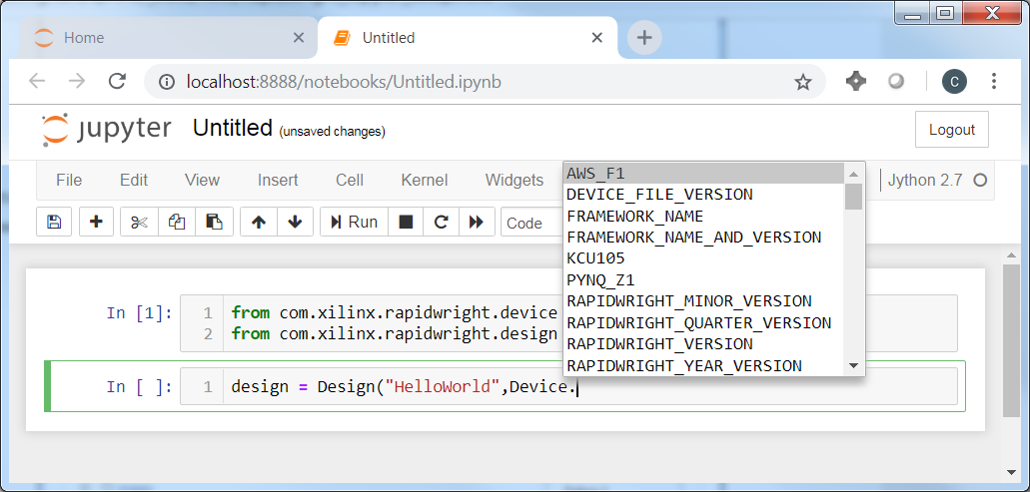 Home
Untitled
localhost:8888/notebooks/Untitled.ipynb
C
jupyter Untitled (unsaved changes)
Logout
File Edit View Insert Cell Kernel Widgets
Jython 2.7
Run
Code
AWS_F1
DEVICE_FILE_VERSION
FRAMEWORK_NAME
FRAMEWORK_NAME_AND_VERSION
KCU105
PYNQ_Z1
RAPIDWRIGHT_MINOR_VERSION
RAPIDWRIGHT_QUARTER_VERSION
RAPIDWRIGHT_VERSION
RAPIDWRIGHT_YEAR_VERSION
In [1]:
1 from com.xilinx.rapidwright.device
2 from com.xilinx.rapidwright.design
In [ ]:
1 design = Design("HelloWorld",Device.